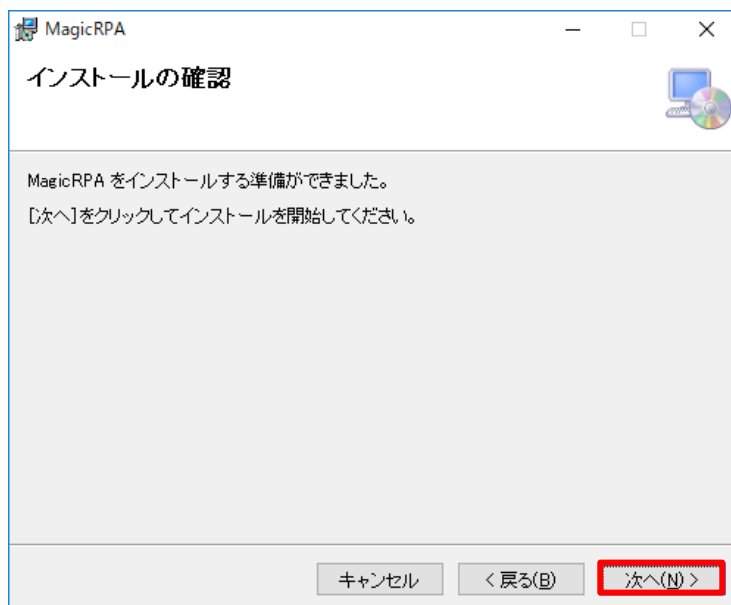 MagicRPA
インストールの確認
MagicRPA をインストールする準備ができました。
[次へ]をクリックしてインストールを開始してください。
キャンセル
< 戻る(B)
次へ(N) >